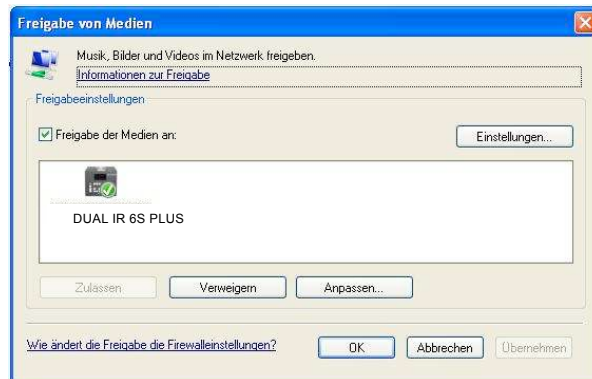 Freigabe von Medien
Musik, Bilder und Videos im Netzwerk freigeben.
Informationen zur Freigabe
Freigabeeinstellungen
Freigabe der Medien an:
Einstellungen...
DUAL IR 6S PLUS
Zulassen
Verweigern
Anpassen...
Wie ändert die Freigabe die Firewalleinstellungen?
OK
Abbrechen
Übernehmen